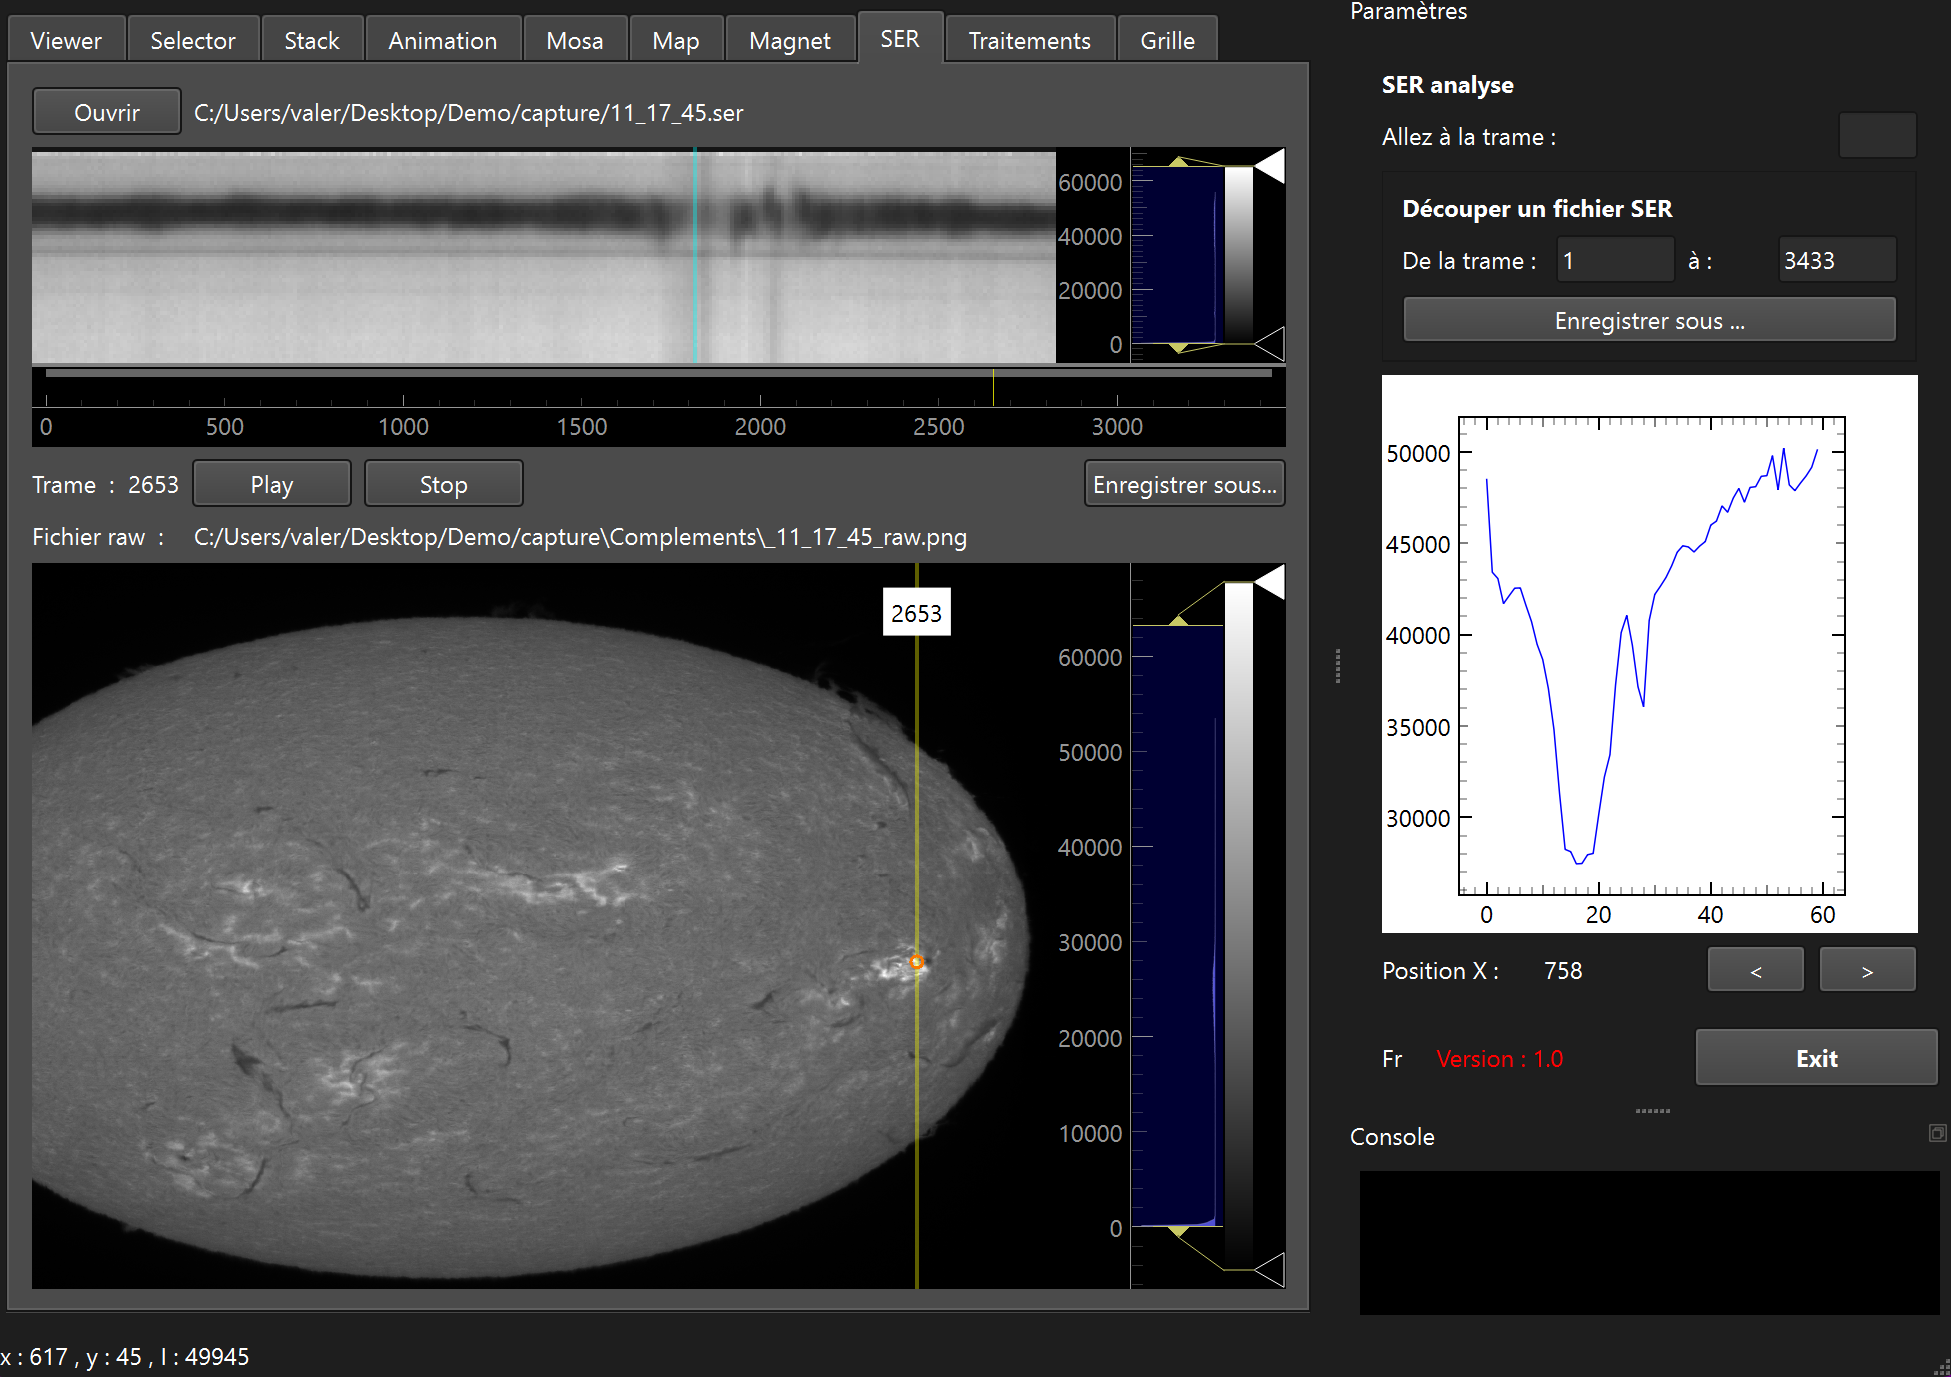 Viewer Selector Stack Animation Mosa Map Magnet SER Traitements Grille
Ouvrir C:/Users/valer/Desktop/Demo/capture/11_17_45.ser
60000
40000
20000
0
0 500 1000 1500 2000 2500 3000
Trame : 2653 Play Stop Enregistrer sous...
Fichier raw : C:/Users/valer/Desktop/Demo/capture\Complements\_11_17_45_raw.png
2653
60000
50000
40000
30000
20000
10000
0
x : 617 , y : 45 , I : 49945
Paramètres
SER analyse
Allez à la trame :
Découper un fichier SER
De la trame : 1 à : 3433
Enregistrer sous ...
50000
45000
40000
35000
30000
0 20 40 60
Position X : 758 < >
Fr Version : 1.0 Exit
Console